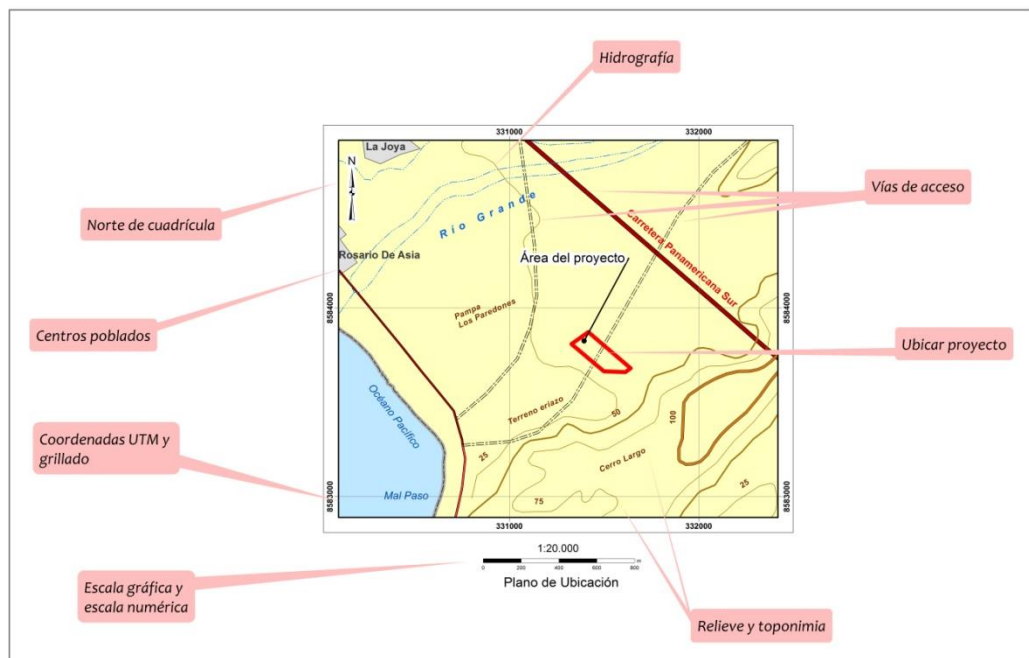 Hidrografía
331000
332000
La Joya
N
Vías de acceso
Norte de cuadrícula
Río Grande
Carretera Panamericana Sur
Rosario De Asia
Área del proyecto
Pampa
Los Paredones
8584000
8584000
Centros poblados
Ubicar proyecto
Océano Pacífico
Terreno eriazo
50
100
Coordenadas UTM y
grillado
25
Cerro Largo
25
Mal Paso
75
8583000
8583000
331000
332000
1:20.000
0
200
400
600
800
m
Plano de Ubicación
Escala gráfica y
escala numérica
Relieve y toponimia